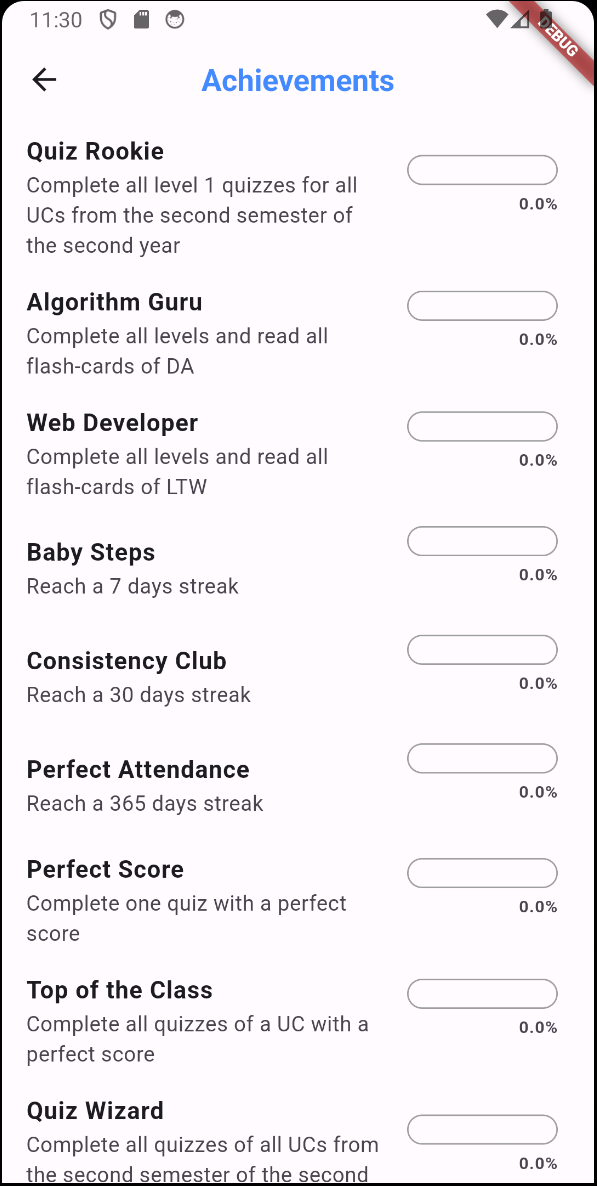 11:30
DEBUG
Achievements
Quiz Rookie
Complete all level 1 quizzes for all
UCs from the second semester of
the second year
0.0%
Algorithm Guru
Complete all levels and read all
flash-cards of DA
0.0%
Web Developer
Complete all levels and read all
flash-cards of LTW
0.0%
Baby Steps
Reach a 7 days streak
0.0%
Consistency Club
Reach a 30 days streak
0.0%
Perfect Attendance
Reach a 365 days streak
0.0%
Perfect Score
Complete one quiz with a perfect
score
0.0%
Top of the Class
Complete all quizzes of a UC with a
perfect score
0.0%
Quiz Wizard
Complete all quizzes of all UCs from
the second semester of the second
0.0%